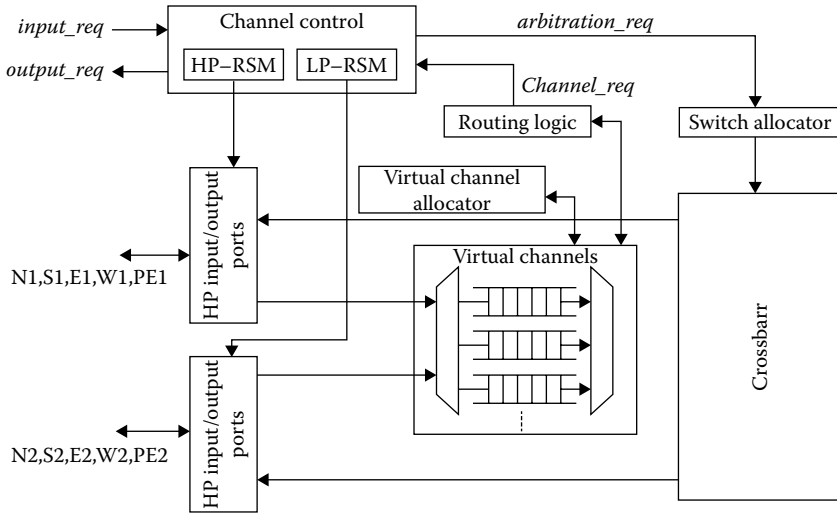 Channel control
input_req
output_req
HP–RSM
LP–RSM
arbitration_req
Channel_req
Routing logic
Switch allocator
Virtual channel
allocator
HP input/output
ports
N1,S1,E1,W1,PE1
Virtual channels
Crossbarr
HP input/output
ports
N2,S2,E2,W2,PE2